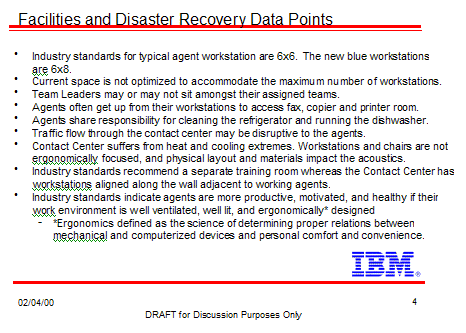 Facilities and Disaster Recovery Data Points
• Industry standards for typical agent workstation are 6x6. The new blue workstations
are 6x8.
• Current space is not optimized to accommodate the maximum number of workstations.
• Team Leaders may or may not sit amongst their assigned teams.
• Agents often get up from their workstations to access fax, copier and printer room.
• Agents share responsibility for cleaning the refrigerator and running the dishwasher.
• Traffic flow through the contact center may be disruptive to the agents.
• Contact Center suffers from heat and cooling extremes. Workstations and chairs are not
ergonomically focused, and physical layout and materials impact the acoustics.
• Industry standards recommend a separate training room whereas the Contact Center has
workstations aligned along the wall adjacent to working agents.
• Industry standards indicate agents are more productive, motivated, and healthy if their
work environment is well ventilated, well lit, and ergonomically* designed
- *Ergonomics defined as the science of determining proper relations between
mechanical and computerized devices and personal comfort and convenience.
IBM®
02/04/00
4
DRAFT for Discussion Purposes Only